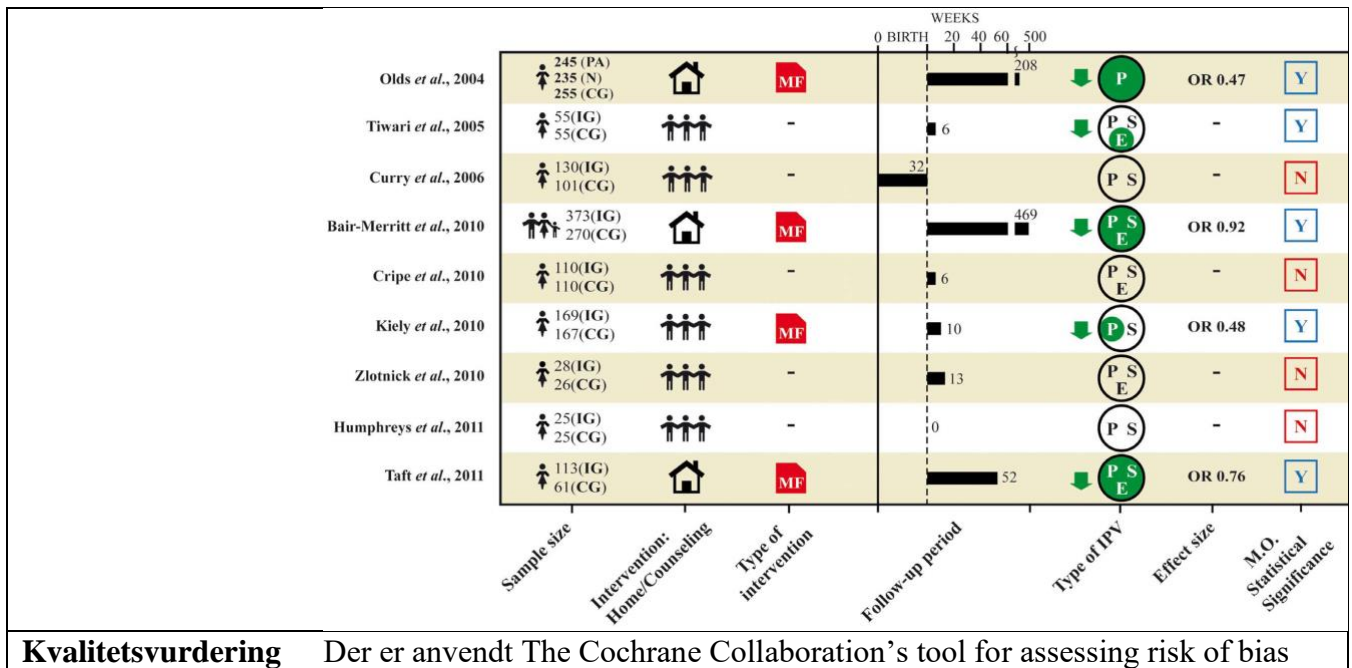 WEEKS
0 BIRTH 20 40 60 500
Olds et al., 2004 245 (PA) 235 (N) 255 (CG) MF 208 P OR 0.47 Y
Tiwari et al., 2005 55(IG) 55(CG) - 6 P S E - Y
Curry et al., 2006 130(IG) 101(CG) - 32 P S - N
Bair-Merritt et al., 2010 373(IG) 270(CG) MF 469 P S E OR 0.92 Y
Cripe et al., 2010 110(IG) 110(CG) - 6 P S E - N
Kiely et al., 2010 169(IG) 167(CG) MF 10 P S OR 0.48 Y
Zlotnick et al., 2010 28(IG) 26(CG) - 13 P S E - N
Humphreys et al., 2011 25(IG) 25(CG) - 0 P S - N
Taft et al., 2011 113(IG) 61(CG) MF 52 P S E OR 0.76 Y
Sample size
Intervention:
Home/Counseling
Type of
intervention
Follow-up period
Type of IPV
Effect size
M.O.
Statistical
Significance
Kvalitetsvurdering Der er anvendt The Cochrane Collaboration's tool for assessing risk of bias